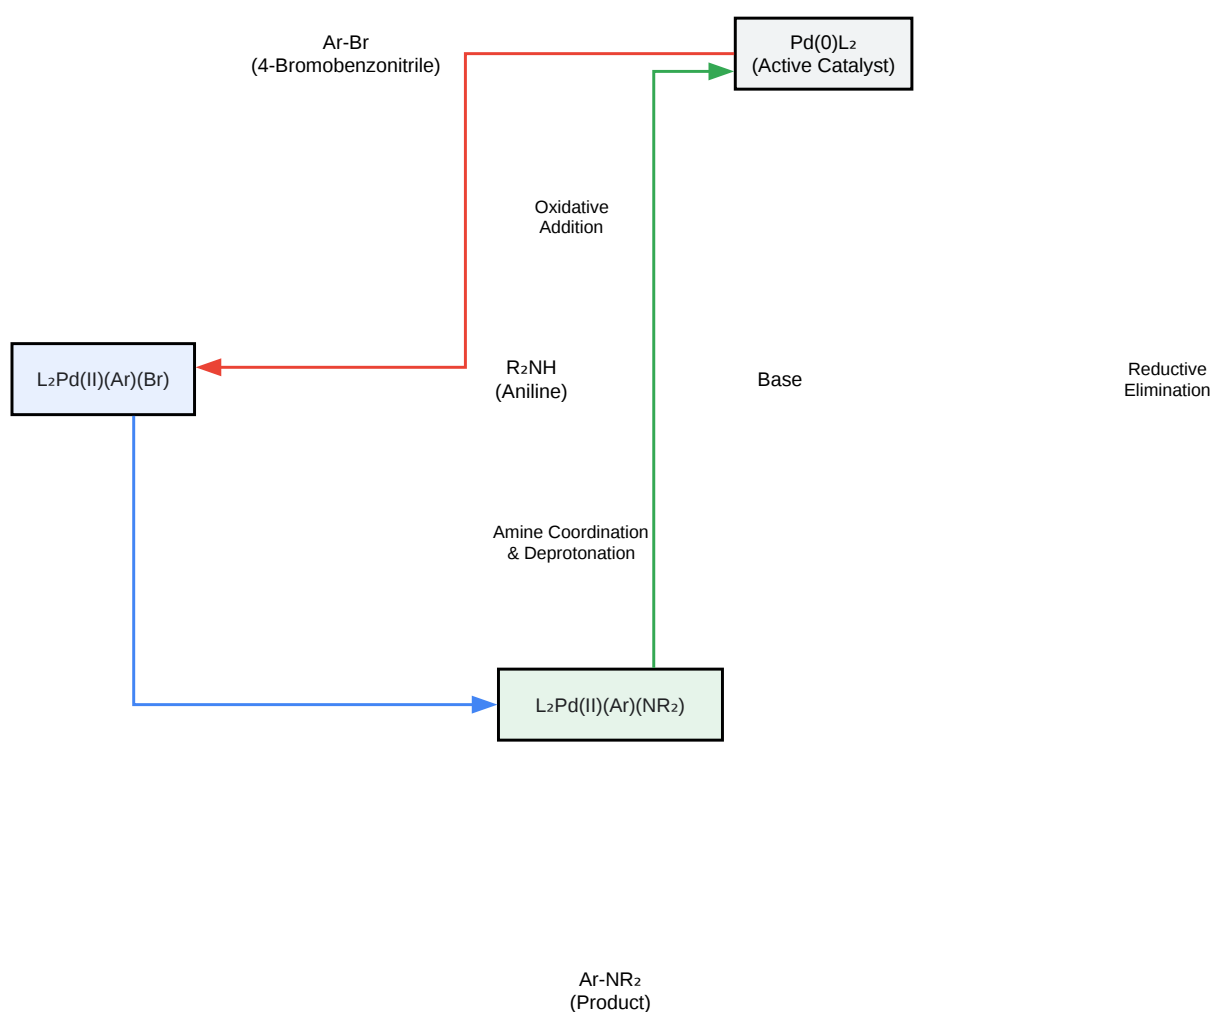 Ar-Br
(4-Bromobenzonitrile)
Pd(0)L₂
(Active Catalyst)
Oxidative
Addition
L₂Pd(II)(Ar)(Br)
R₂NH
(Aniline)
Base
Reductive
Elimination
Amine Coordination
& Deprotonation
L₂Pd(II)(Ar)(NR₂)
Ar-NR₂
(Product)